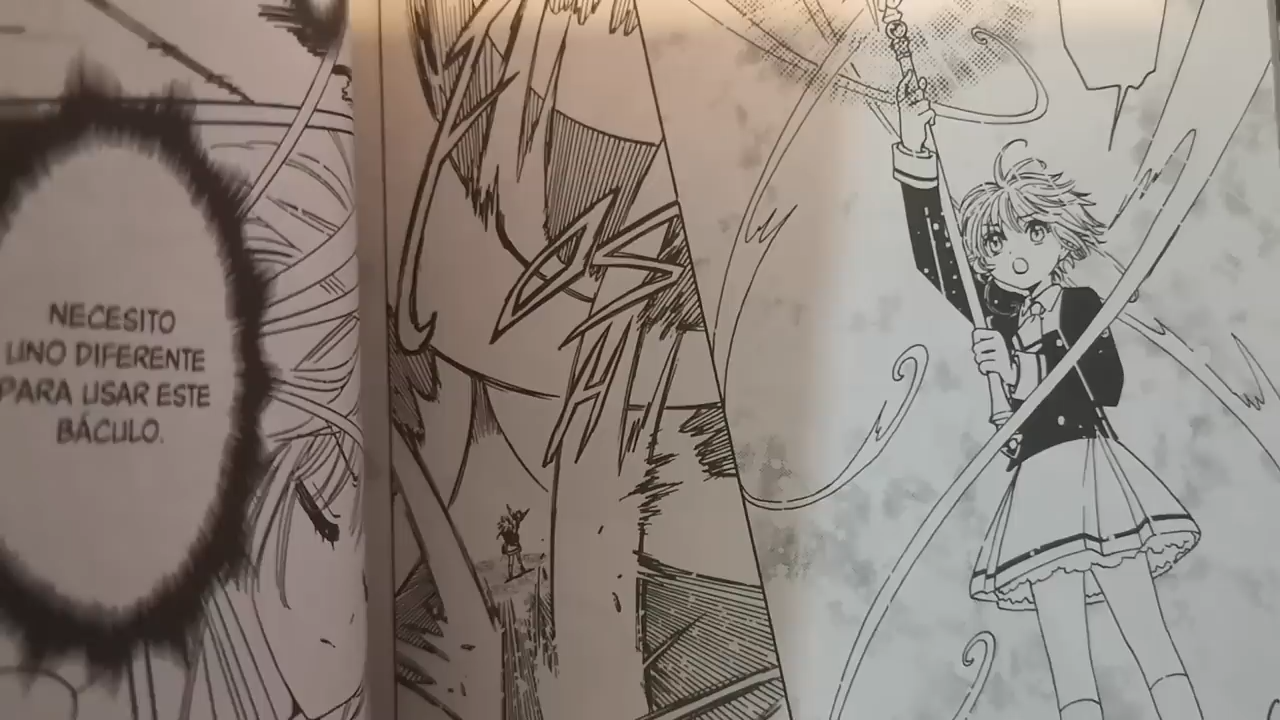 NECESITO
UNO DIFERENTE
PARA USAR ESTE
BÁCULO.